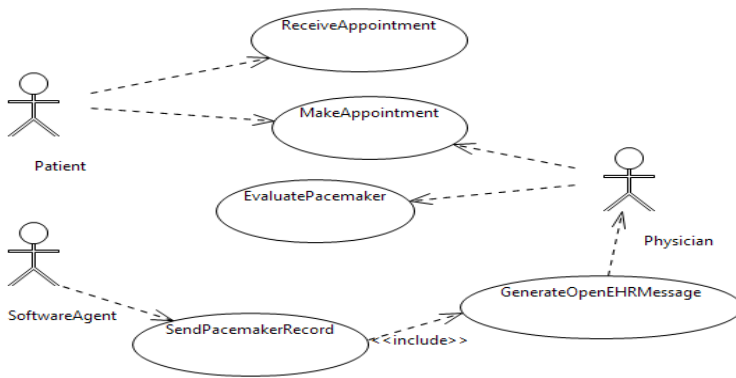 ReceiveAppointment
MakeAppointment
Patient
EvaluatePacemaker
Physician
GenerateOpenEHRMessage
SoftwareAgent
SendPacemakerRecord
<<include>>